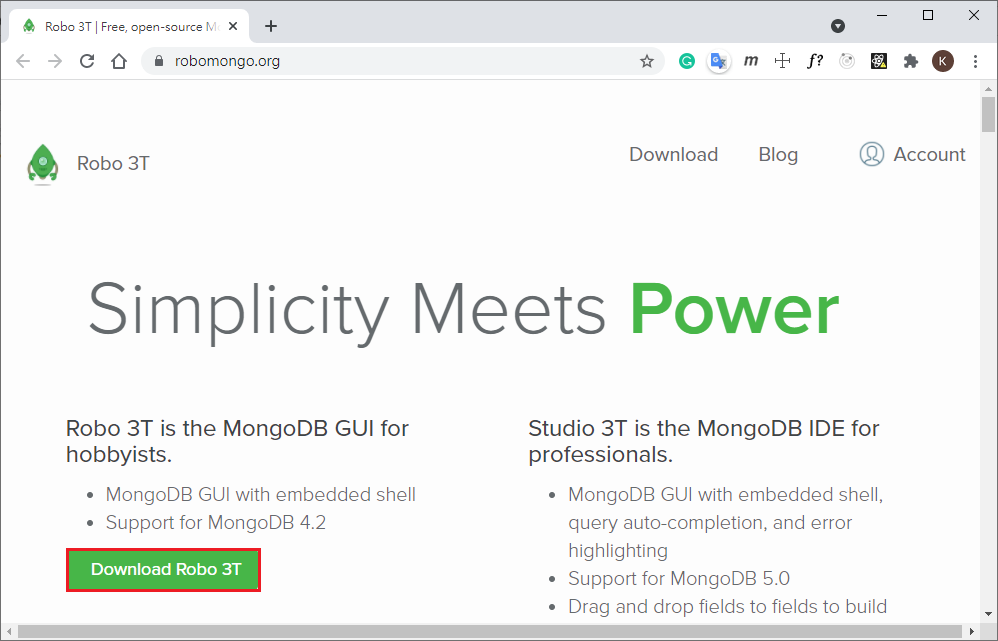 Robo 3T | Free, open-source Mo
robomongo.org
m
f?
K
Robo 3T
Download
Blog
Account
Simplicity Meets Power
Robo 3T is the MongoDB GUI for
hobbyists.
• MongoDB GUI with embedded shell
• Support for MongoDB 4.2
Download Robo 3T
Studio 3T is the MongoDB IDE for
professionals.
• MongoDB GUI with embedded shell,
query auto-completion, and error
highlighting
• Support for MongoDB 5.0
• Drag and drop fields to fields to build